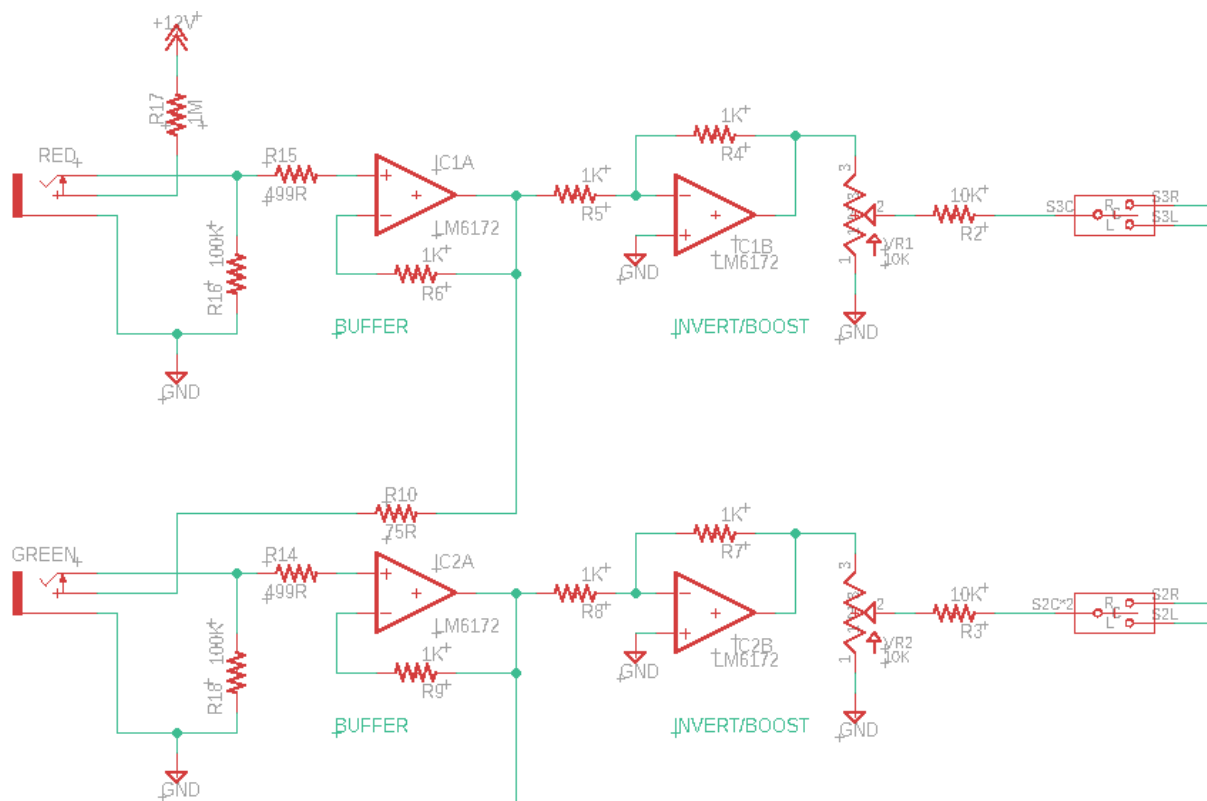 +12V
R17
1M
RED
R15
499R
100K
R16
GND
IC1A
LM6172
1K
R6
BUFFER
1K
R5
1K
R4
GND
IC1B
LM6172
INVERT/BOOST
3
2
1
VR1
10K
GND
10K
R2
S3C
R
C
L
S3R
S3L
R10
75R
GREEN
R14
499R
100K
R18
GND
IC2A
LM6172
1K
R9
BUFFER
1K
R8
1K
R7
GND
IC2B
LM6172
INVERT/BOOST
3
2
1
VR2
10K
GND
10K
R3
S2C*2
R
C
L
S2R
S2L